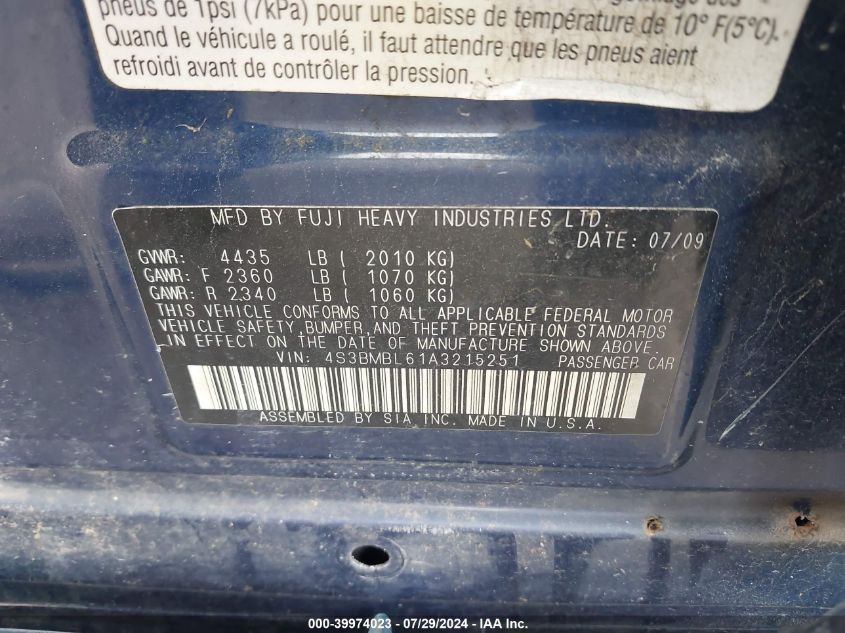 pneus de 1psi (7kPa) pour une baisse de température de 10° F(5°C).
Quand le véhicule a roulé, il faut attendre que les pneus aient
refroidi avant de contrôler la pression.
MFD BY FUJI HEAVY INDUSTRIES LTD.
DATE: 07/09
GVWR: 4435 LB ( 2010 KG)
GAWR: F 2360 LB ( 1070 KG)
GAWR: R 2340 LB ( 1060 KG)
THIS VEHICLE CONFORMS TO ALL APPLICABLE FEDERAL MOTOR
VEHICLE SAFETY,BUMPER,AND THEFT PREVENTION STANDARDS
IN EFFECT ON THE DATE OF MANUFACTURE SHOWN ABOVE.
VIN: 4S3BMBL61A3215251 PASSENGER CAR
ASSEMBLED BY SIA,INC. MADE IN U.S.A.
000-39974023 - 07/29/2024 - IAA Inc.